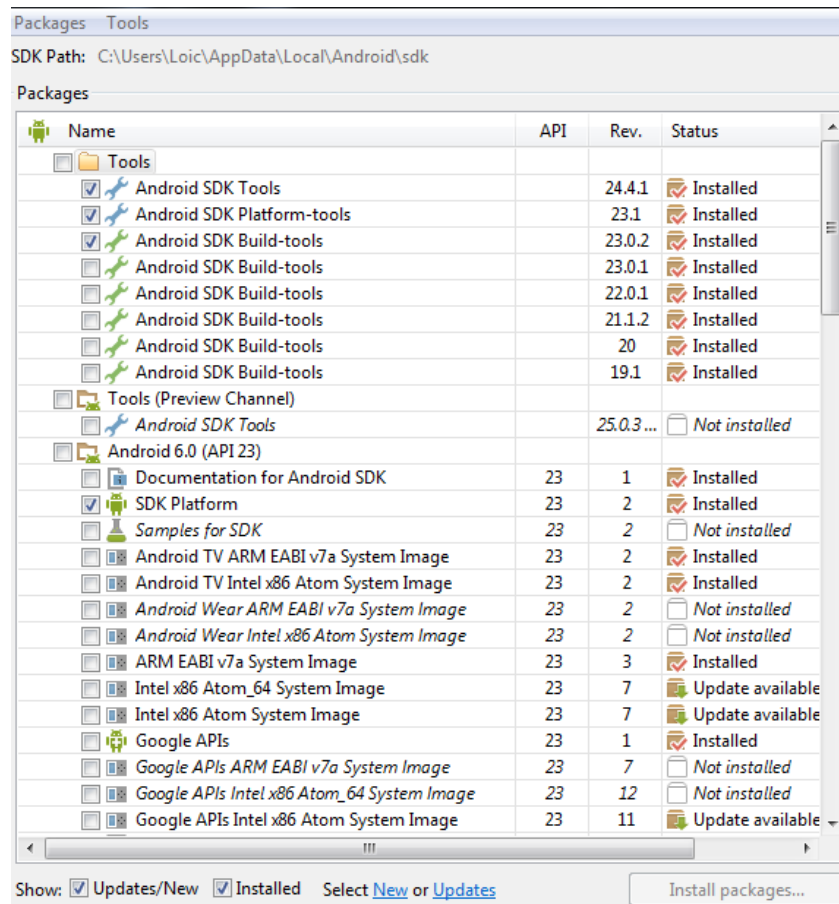 Packages Tools
SDK Path: C:\Users\Loic\AppData\Local\Android\sdk
Packages
Name API Rev. Status
Tools
Android SDK Tools 24.4.1 Installed
Android SDK Platform-tools 23.1 Installed
Android SDK Build-tools 23.0.2 Installed
Android SDK Build-tools 23.0.1 Installed
Android SDK Build-tools 22.0.1 Installed
Android SDK Build-tools 21.1.2 Installed
Android SDK Build-tools 20 Installed
Android SDK Build-tools 19.1 Installed
Tools (Preview Channel)
Android SDK Tools 25.0.3 ... Not installed
Android 6.0 (API 23)
Documentation for Android SDK 23 1 Installed
SDK Platform 23 2 Installed
Samples for SDK 23 2 Not installed
Android TV ARM EABI v7a System Image 23 2 Installed
Android TV Intel x86 Atom System Image 23 2 Installed
Android Wear ARM EABI v7a System Image 23 2 Not installed
Android Wear Intel x86 Atom System Image 23 2 Not installed
ARM EABI v7a System Image 23 3 Installed
Intel x86 Atom_64 System Image 23 7 Update available
Intel x86 Atom System Image 23 7 Update available
Google APIs 23 1 Installed
Google APIs ARM EABI v7a System Image 23 7 Not installed
Google APIs Intel x86 Atom_64 System Image 23 12 Not installed
Google APIs Intel x86 Atom System Image 23 11 Update available
Show: Updates/New Installed Select New or Updates Install packages...